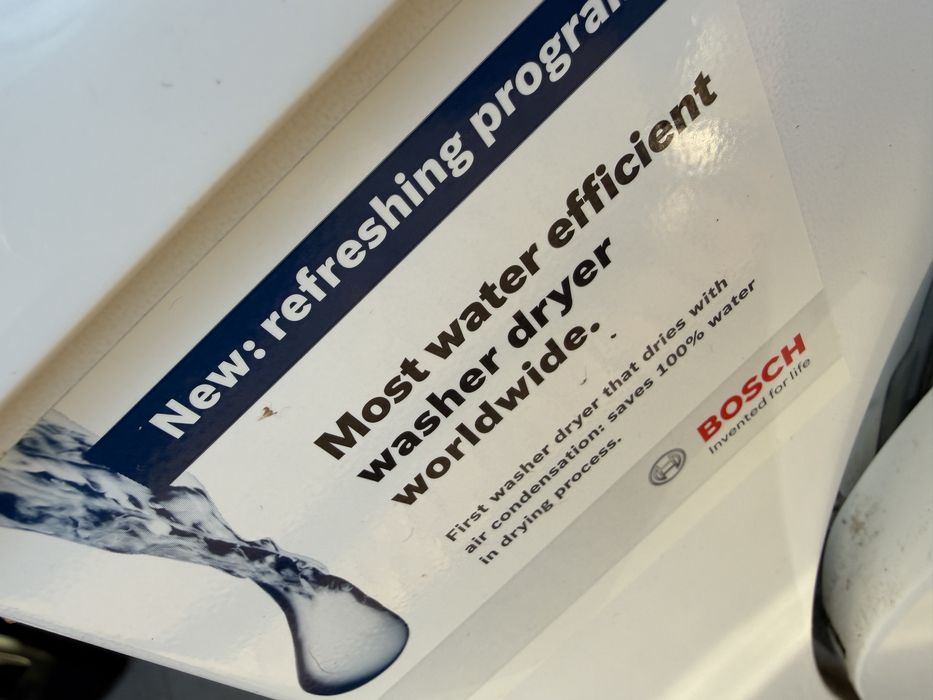 New: refreshing
Most water efficient
washer dryer
worldwide.
First washer dryer that dries with
air condensation: saves 100% water
in drying process.
BOSCH
Invented for life